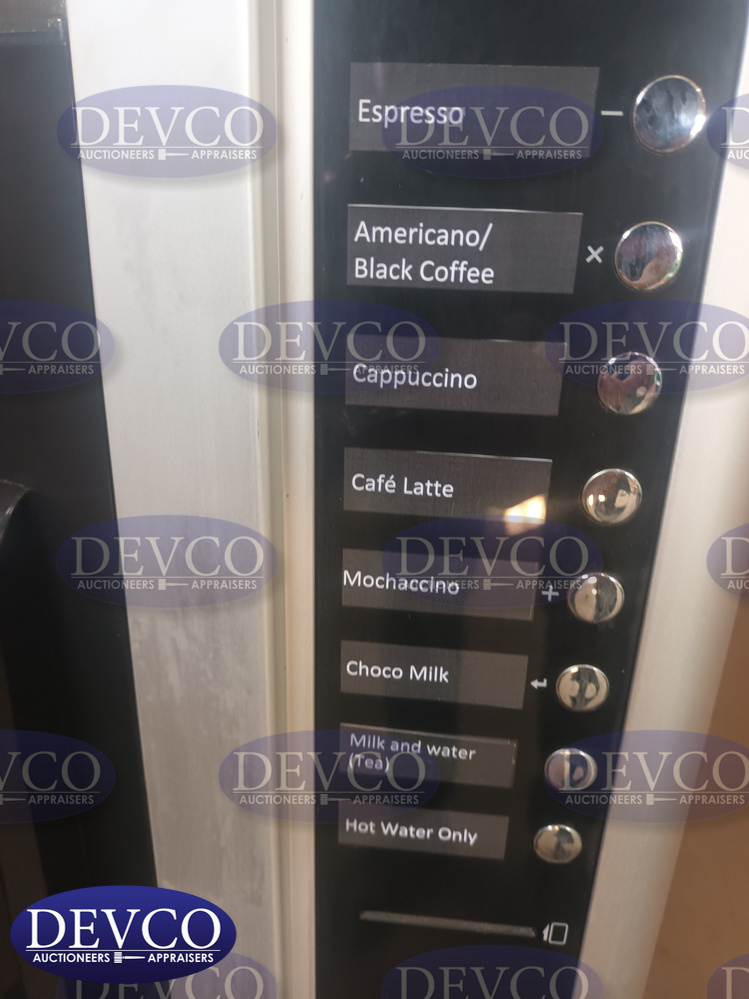 Espresso –
Americano/
Black Coffee ×
Cappuccino
Café Latte
Mochaccino +
Choco Milk ↵
Milk and water
(Tea)
Hot Water Only
DEVCO
AUCTIONEERS APPRAISERS